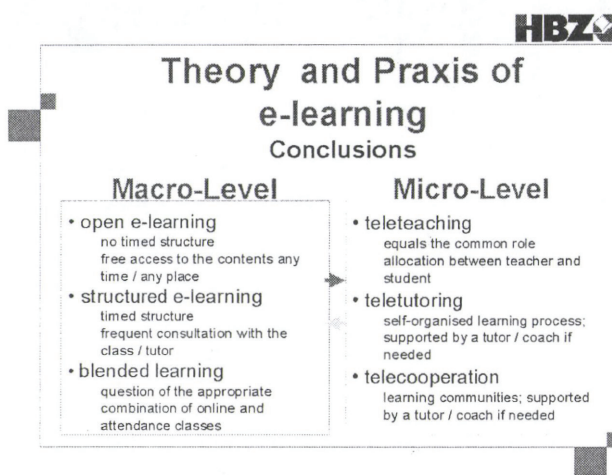 HBZ
Theory and Praxis of
e-learning
Conclusions
Macro-Level
• open e-learning
no timed structure
free access to the contents any
time / any place
• structured e-learning
timed structure
frequent consultation with the
class / tutor
• blended learning
question of the appropriate
combination of online and
attendance classes
Micro-Level
• teleteaching
equals the common role
allocation between teacher and
student
• teletutoring
self-organised learning process;
supported by a tutor / coach if
needed
• telecooperation
learning communities; supported
by a tutor / coach if needed